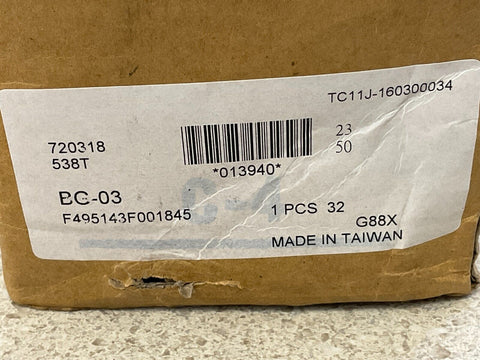 TC11J-160300034
720318
538T
*013940*
23
50
BC-03
F495143F001845
1 PCS 32
G88X
MADE IN TAIWAN